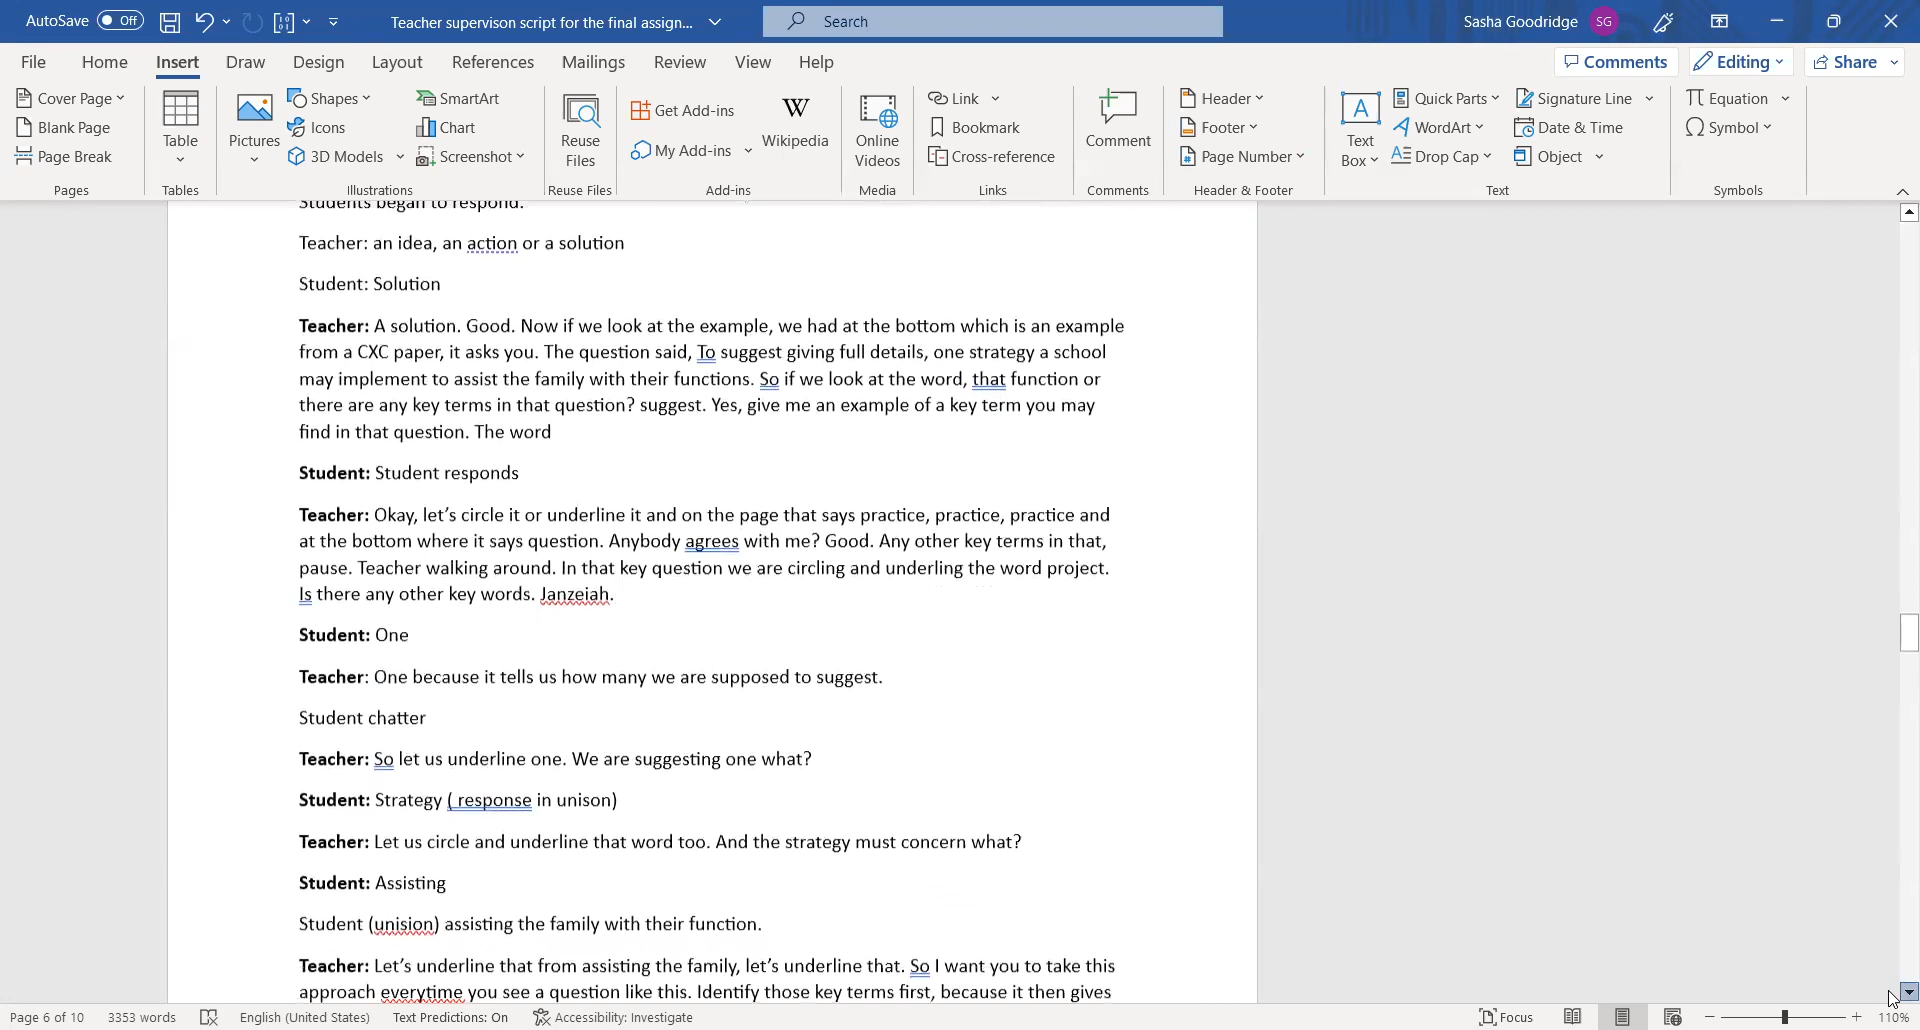 AutoSave Off Teacher supervison script for the final assign... Search Sasha Goodridge SG
File Home Insert Draw Design Layout References Mailings Review View Help Comments Editing Share
Cover Page
Blank Page
Page Break
Pages
Table
Tables
Pictures
Shapes
Icons
3D Models
SmartArt
Chart
Screenshot
Illustrations
Reuse
Files
Reuse Files
Get Add-ins
My Add-ins
W
Wikipedia
Add-ins
Online
Videos
Media
Link
Bookmark
Cross-reference
Links
Comment
Comments
Header
Footer
Page Number
Header & Footer
Text
Box
Quick Parts
WordArt
Drop Cap
Signature Line
Date & Time
Object
Text
Equation
Symbol
Symbols
Students began to respond.
Teacher: an idea, an action or a solution
Student: Solution
Teacher: A solution. Good. Now if we look at the example, we had at the bottom which is an example
from a CXC paper, it asks you. The question said, To suggest giving full details, one strategy a school
may implement to assist the family with their functions. So if we look at the word, that function or
there are any key terms in that question? suggest. Yes, give me an example of a key term you may
find in that question. The word
Student: Student responds
Teacher: Okay, let’s circle it or underline it and on the page that says practice, practice, practice and
at the bottom where it says question. Anybody agrees with me? Good. Any other key terms in that,
pause. Teacher walking around. In that key question we are circling and underling the word project.
Is there any other key words. Janzeiah.
Student: One
Teacher: One because it tells us how many we are supposed to suggest.
Student chatter
Teacher: So let us underline one. We are suggesting one what?
Student: Strategy ( response in unison)
Teacher: Let us circle and underline that word too. And the strategy must concern what?
Student: Assisting
Student (unision) assisting the family with their function.
Teacher: Let’s underline that from assisting the family, let’s underline that. So I want you to take this
approach everytime you see a question like this. Identify those key terms first, because it then gives
Page 6 of 10 3353 words English (United States) Text Predictions: On Accessibility: Investigate Focus 110%